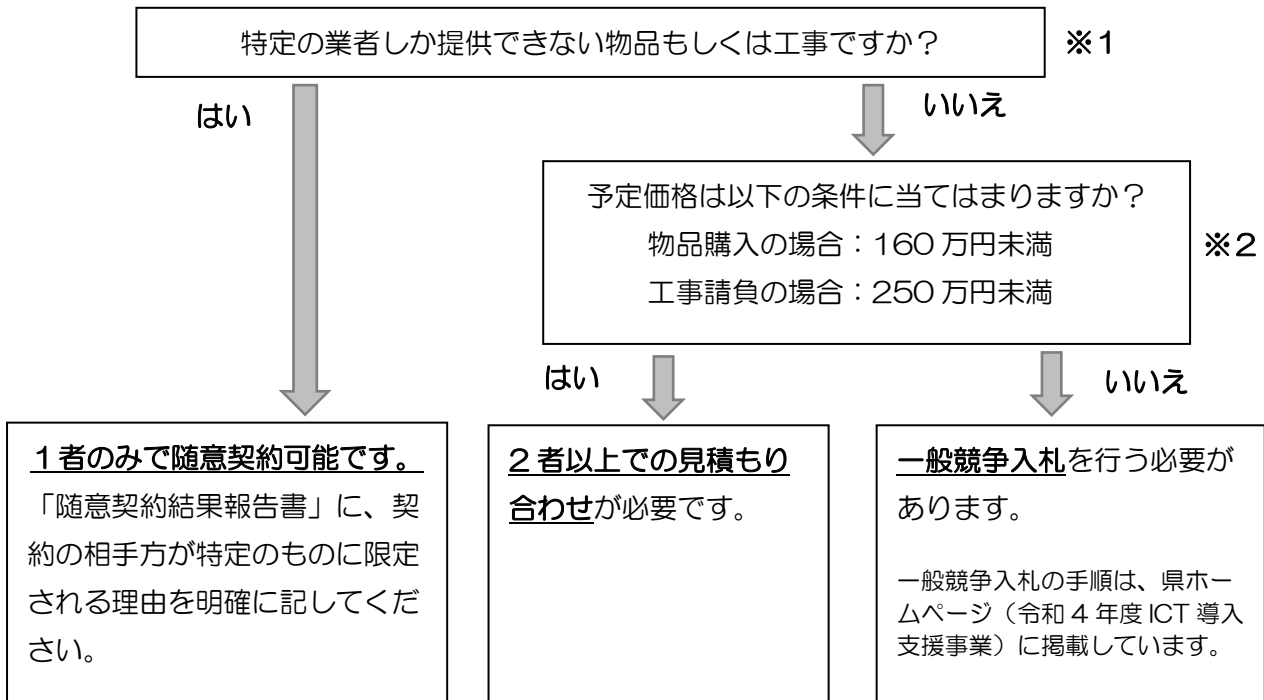 特定の業者しか提供できない物品もしくは工事ですか？
※１
はい
いいえ
予定価格は以下の条件に当てはまりますか？
物品購入の場合：160 万円未満
工事請負の場合：250 万円未満
※２
はい
いいえ
１者のみで随意契約可能です。
「随意契約結果報告書」に、契
約の相手方が特定のものに限定
される理由を明確に記してくだ
さい。
２者以上での見積もり
合わせが必要です。
一般競争入札を行う必要が
あります。
一般競争入札の手順は、県ホー
ムページ（令和 4 年度 ICT 導入
支援事業）に掲載しています。